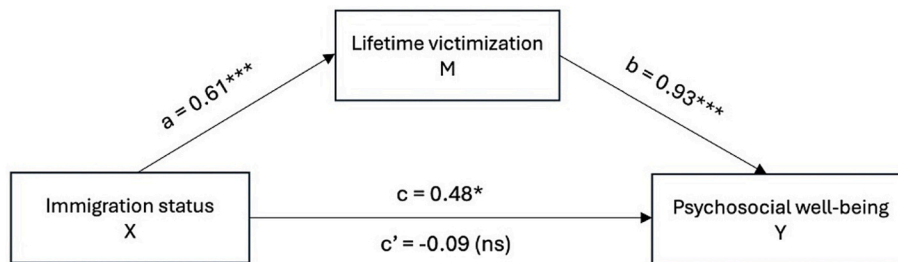 Lifetime victimization
M
a = 0.61***
b = 0.93***
Immigration status
X
c = 0.48*
c’ = -0.09 (ns)
Psychosocial well-being
Y